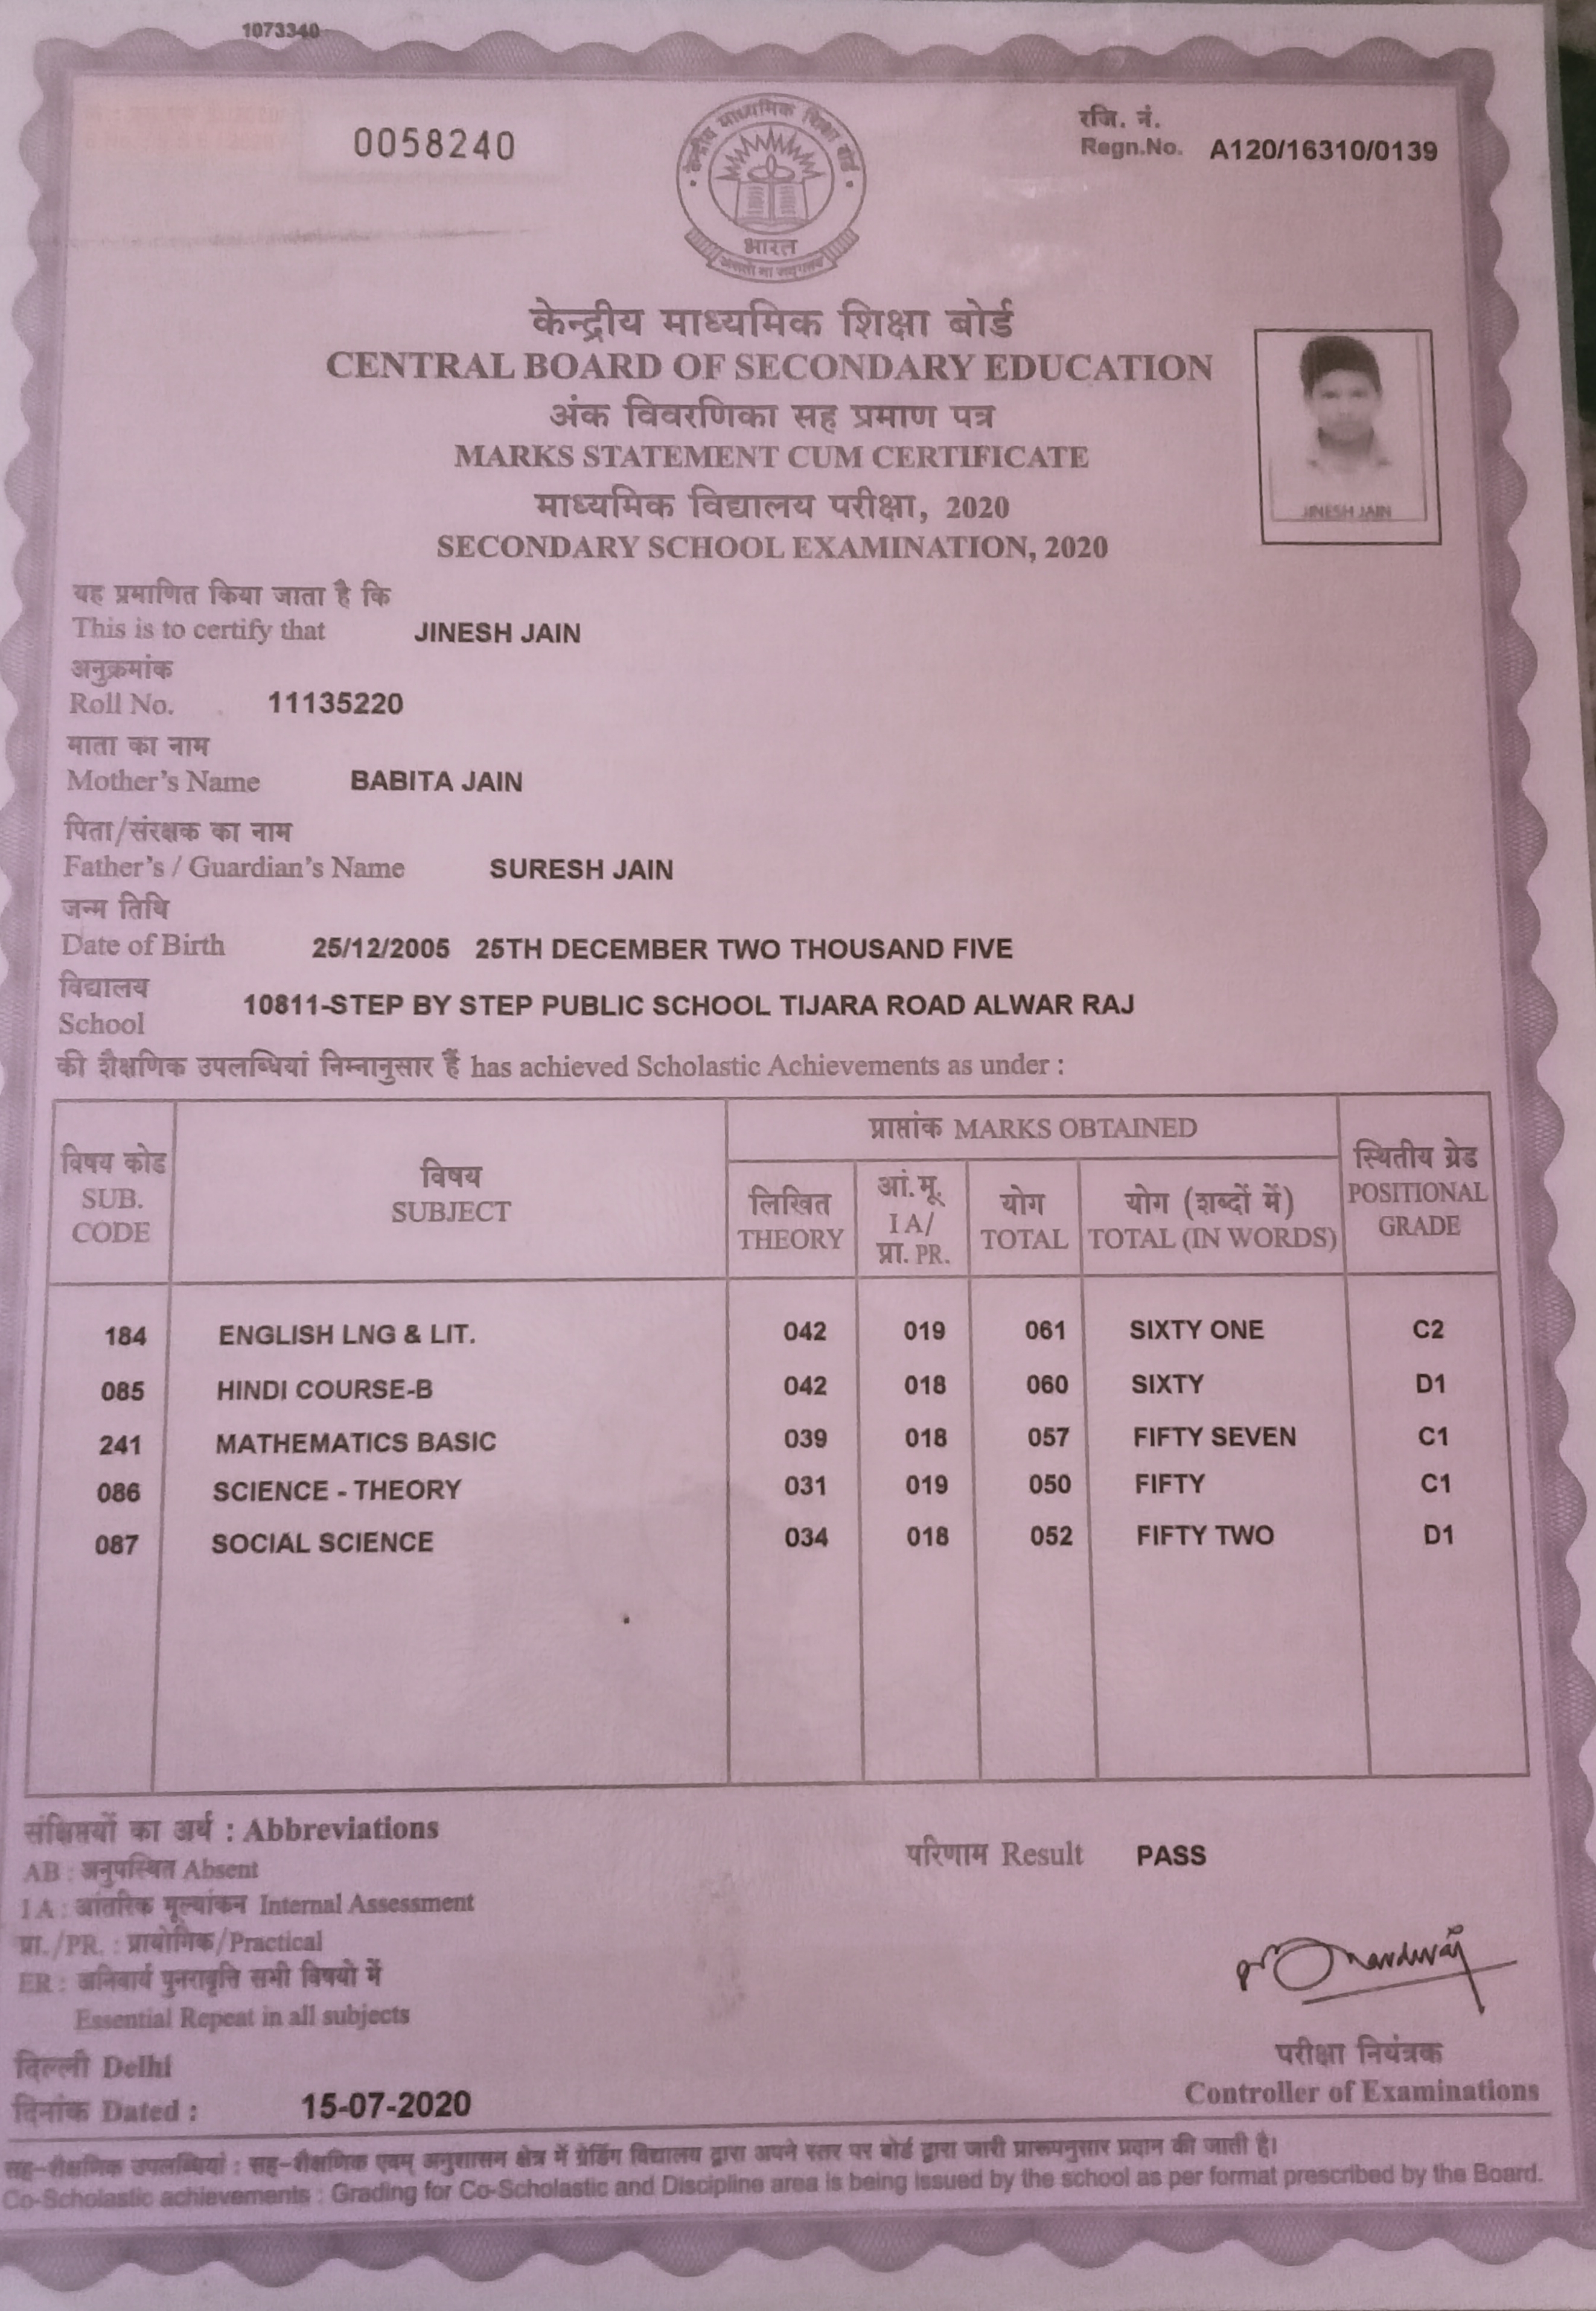 1073340
0058240
रजि. नं.
Regn.No. A120/16310/0139
केन्द्रीय माध्यमिक शिक्षा बोर्ड
भारत
असतो मा सद्गमय
केन्द्रीय माध्यमिक शिक्षा बोर्ड
CENTRAL BOARD OF SECONDARY EDUCATION
अंक विवरणिका सह प्रमाण पत्र
MARKS STATEMENT CUM CERTIFICATE
माध्यमिक विद्यालय परीक्षा, 2020
SECONDARY SCHOOL EXAMINATION, 2020
JINESH JAIN
यह प्रमाणित किया जाता है कि
This is to certify that JINESH JAIN
अनुक्रमांक
Roll No. 11135220
माता का नाम
Mother's Name BABITA JAIN
पिता/संरक्षक का नाम
Father's / Guardian's Name SURESH JAIN
जन्म तिथि
Date of Birth 25/12/2005 25TH DECEMBER TWO THOUSAND FIVE
विद्यालय
School 10811-STEP BY STEP PUBLIC SCHOOL TIJARA ROAD ALWAR RAJ
की शैक्षणिक उपलब्धियां निम्नानुसार हैं has achieved Scholastic Achievements as under :
विषय कोड
SUB.
CODE
विषय
SUBJECT
प्राप्तांक MARKS OBTAINED
लिखित
THEORY
आं.मू.
I A/
प्रा. PR.
योग
TOTAL
योग (शब्दों में)
TOTAL (IN WORDS)
स्थितीय ग्रेड
POSITIONAL
GRADE
184 ENGLISH LNG & LIT. 042 019 061 SIXTY ONE C2
085 HINDI COURSE-B 042 018 060 SIXTY D1
241 MATHEMATICS BASIC 039 018 057 FIFTY SEVEN C1
086 SCIENCE - THEORY 031 019 050 FIFTY C1
087 SOCIAL SCIENCE 034 018 052 FIFTY TWO D1
संक्षिप्तयों का अर्थ : Abbreviations
AB : अनुपस्थित Absent
I A : आंतरिक मूल्यांकन Internal Assessment
प्रा./PR. : प्रायोगिक/Practical
ER : अनिवार्य पुनरावृत्ति सभी विषयो में
Essential Repeat in all subjects
परिणाम Result PASS
दिल्ली Delhi
दिनांक Dated : 15-07-2020
परीक्षा नियंत्रक
Controller of Examinations
सह-शैक्षणिक उपलब्धियां : सह-शैक्षणिक एवम् अनुशासन क्षेत्र में ग्रेडिंग विद्यालय द्वारा अपने स्तर पर बोर्ड द्वारा जारी प्रारूपनुसार प्रदान की जाती है।
Co-Scholastic achievements : Grading for Co-Scholastic and Discipline area is being issued by the school as per format prescribed by the Board.